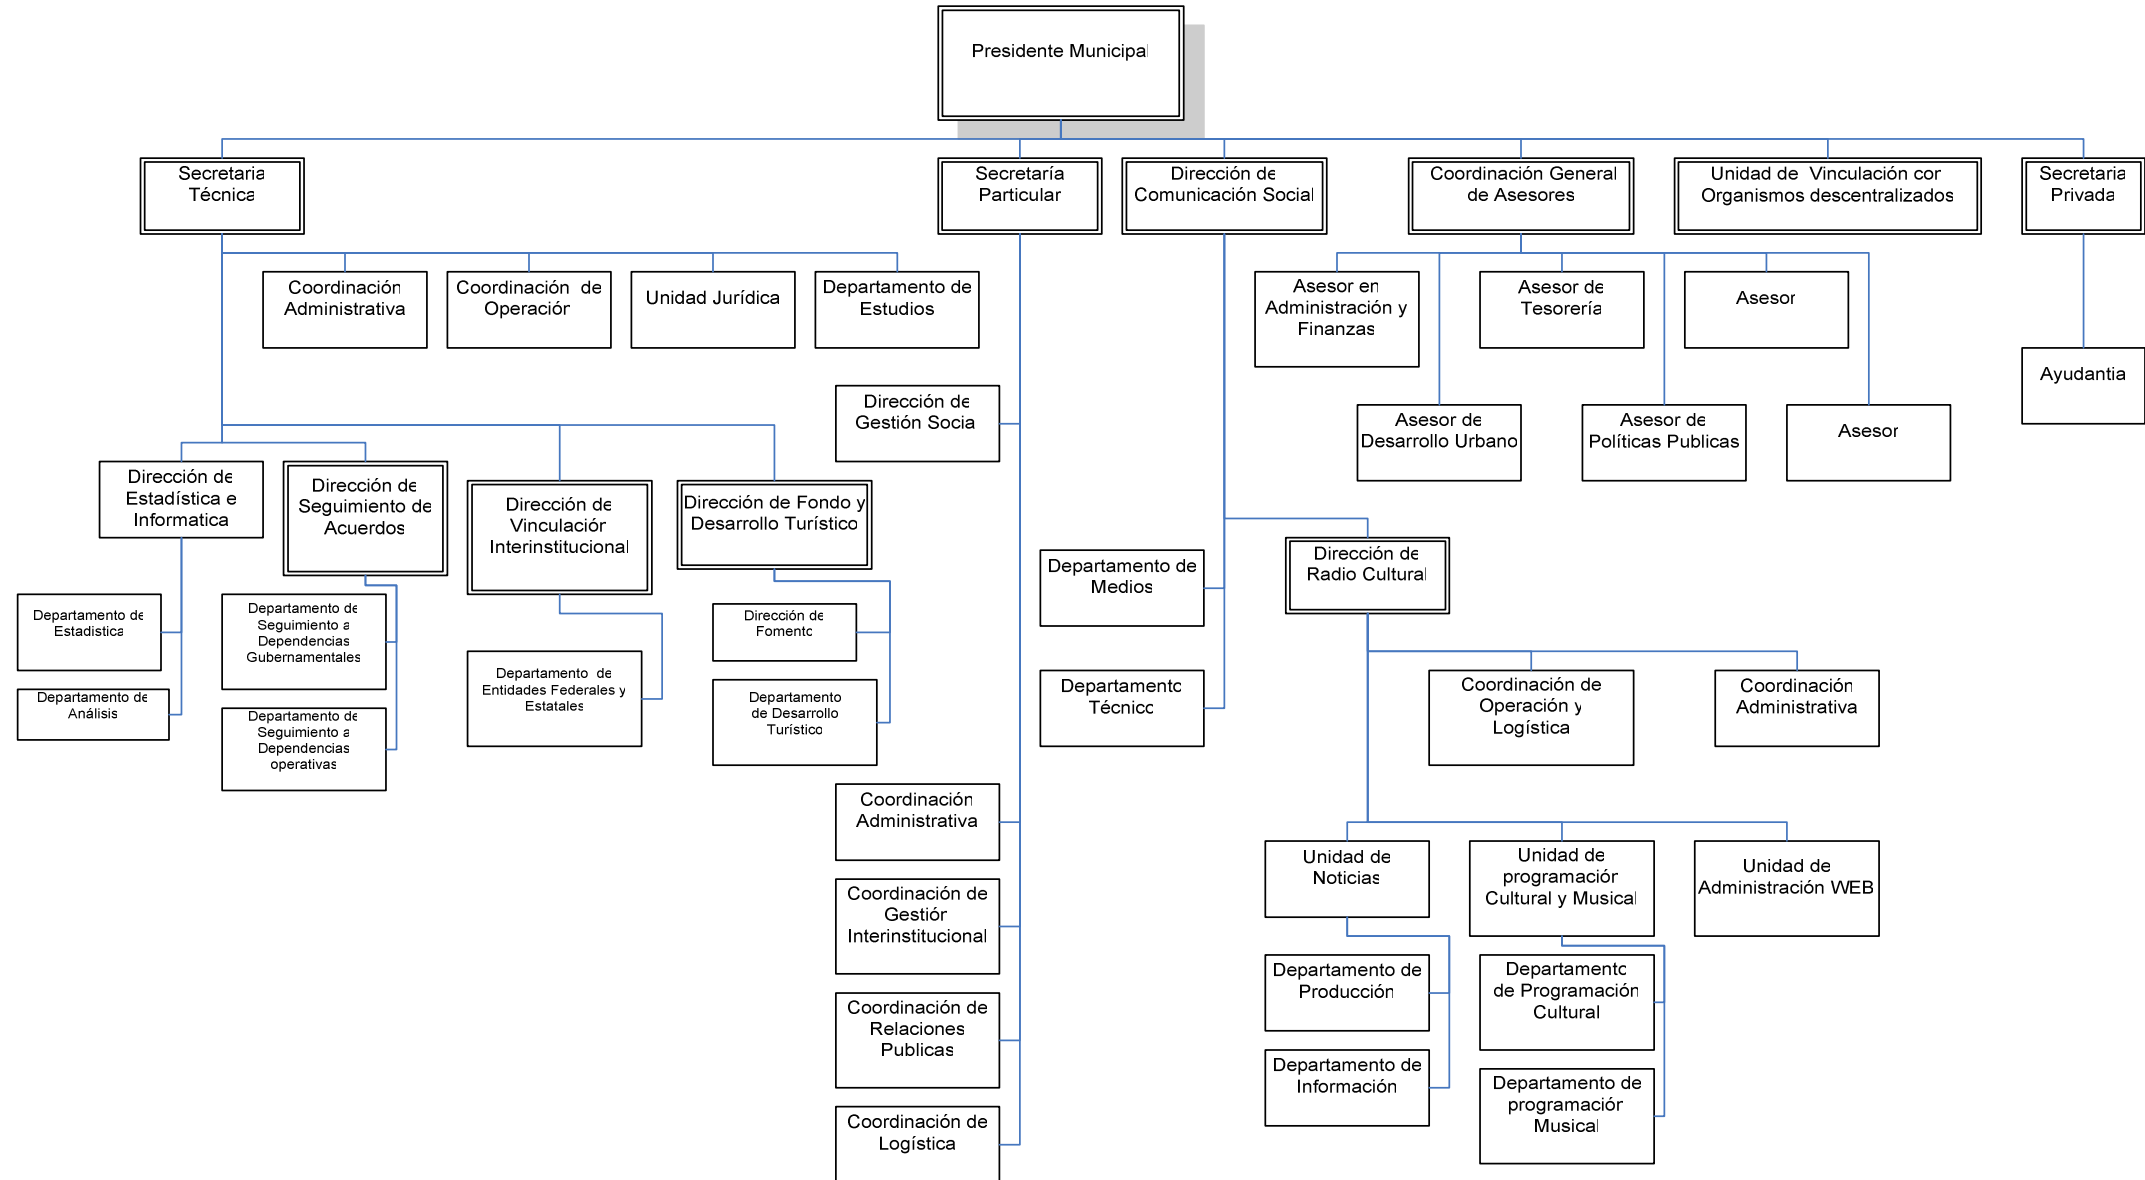 Presidente Municipal
Secretaria
Técnica
Secretaría
Particular
Dirección de
Comunicación Social
Coordinación General
de Asesores
Unidad de Vinculación con
Organismos descentralizados
Secretaria
Privada
Coordinación
Administrativa
Coordinación de
Operación
Unidad Jurídica
Departamento de
Estudios
Asesor en
Administración y
Finanzas
Asesor de
Tesorería
Asesor
Ayudantia
Dirección de
Gestión Social
Asesor de
Desarrollo Urbano
Asesor de
Políticas Publicas
Asesor
Dirección de
Estadística e
Informatica
Dirección de
Seguimiento de
Acuerdos
Dirección de
Vinculación
Interinstitucional
Dirección de Fondo y
Desarrollo Turístico
Departamento de
Medios
Dirección de
Radio Cultural
Departamento de
Estadistica
Departamento de
Seguimiento a
Dependencias
Gubernamentales
Departamento de
Entidades Federales y
Estatales
Dirección de
Fomento
Departamento de
Análisis
Departamento de
Seguimiento a
Dependencias
operativas
Departamento
de Desarrollo
Turístico
Departamento
Técnico
Coordinación de
Operación y
Logística
Coordinación
Administrativa
Coordinación
Administrativa
Coordinación de
Gestión
Interinstitucional
Coordinación de
Relaciones
Publicas
Coordinación de
Logística
Unidad de
Noticias
Unidad de
programación
Cultural y Musical
Unidad de
Administración WEB
Departamento de
Producción
Departamento
de Programación
Cultural
Departamento de
Información
Departamento de
programación
Musical